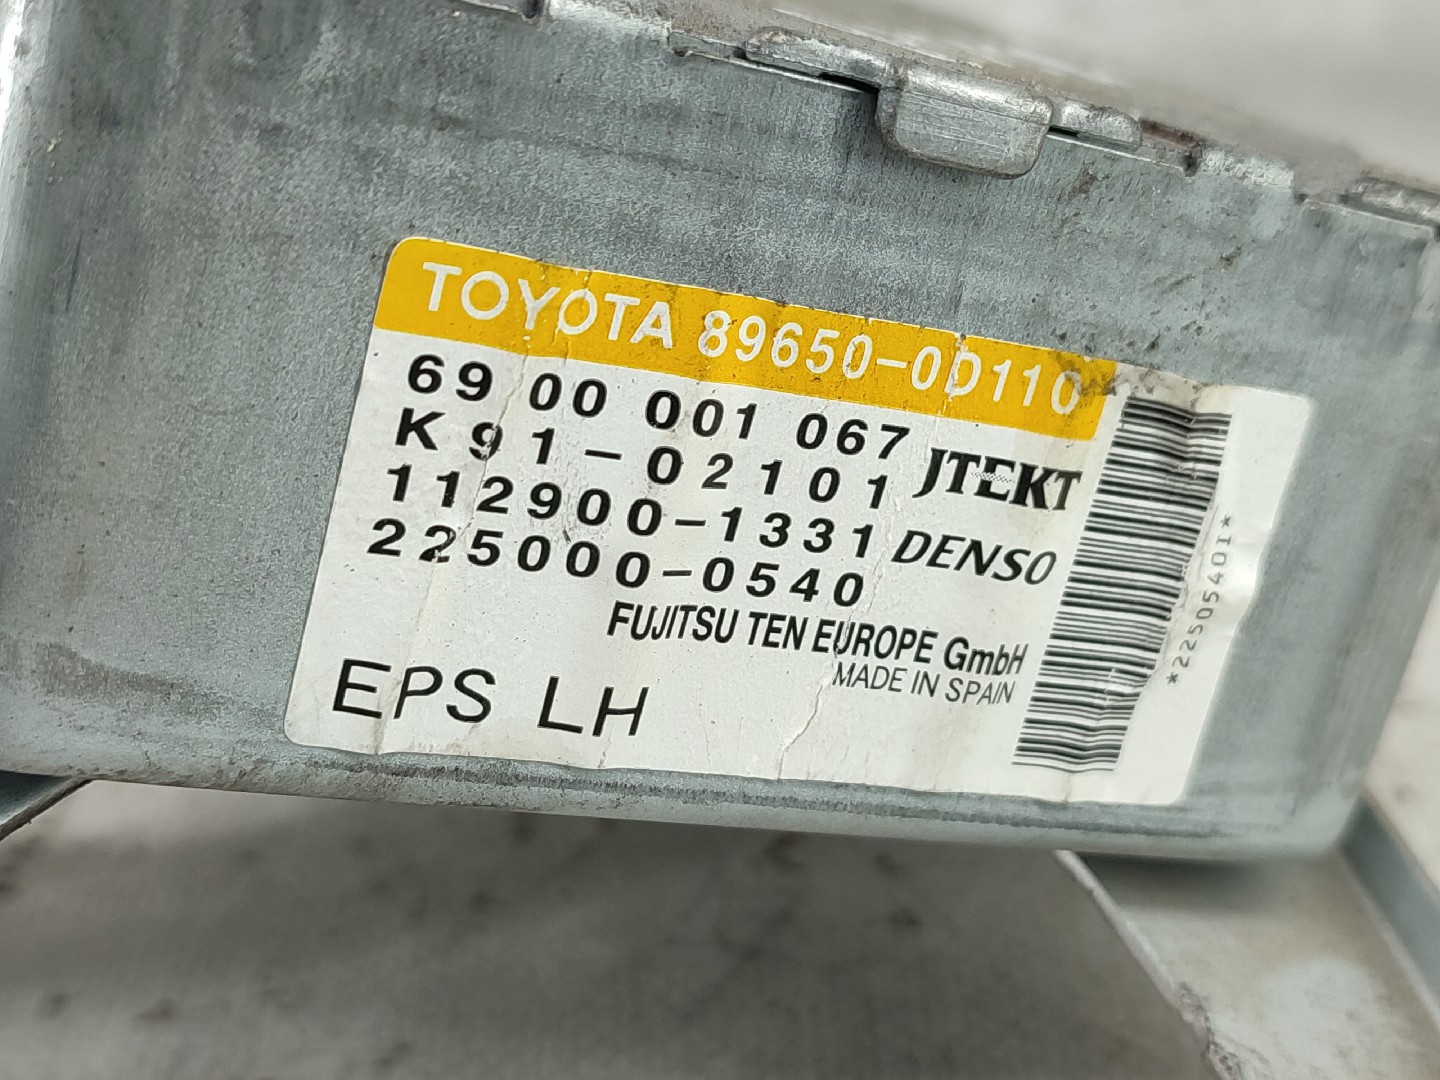 TOYOTA 89650-0D110
69 00 001 067
K91-02101 JTEKT
112900-1331 DENSO
225000-0540
FUJITSU TEN EUROPE GmbH
MADE IN SPAIN
EPS LH
*22505401*